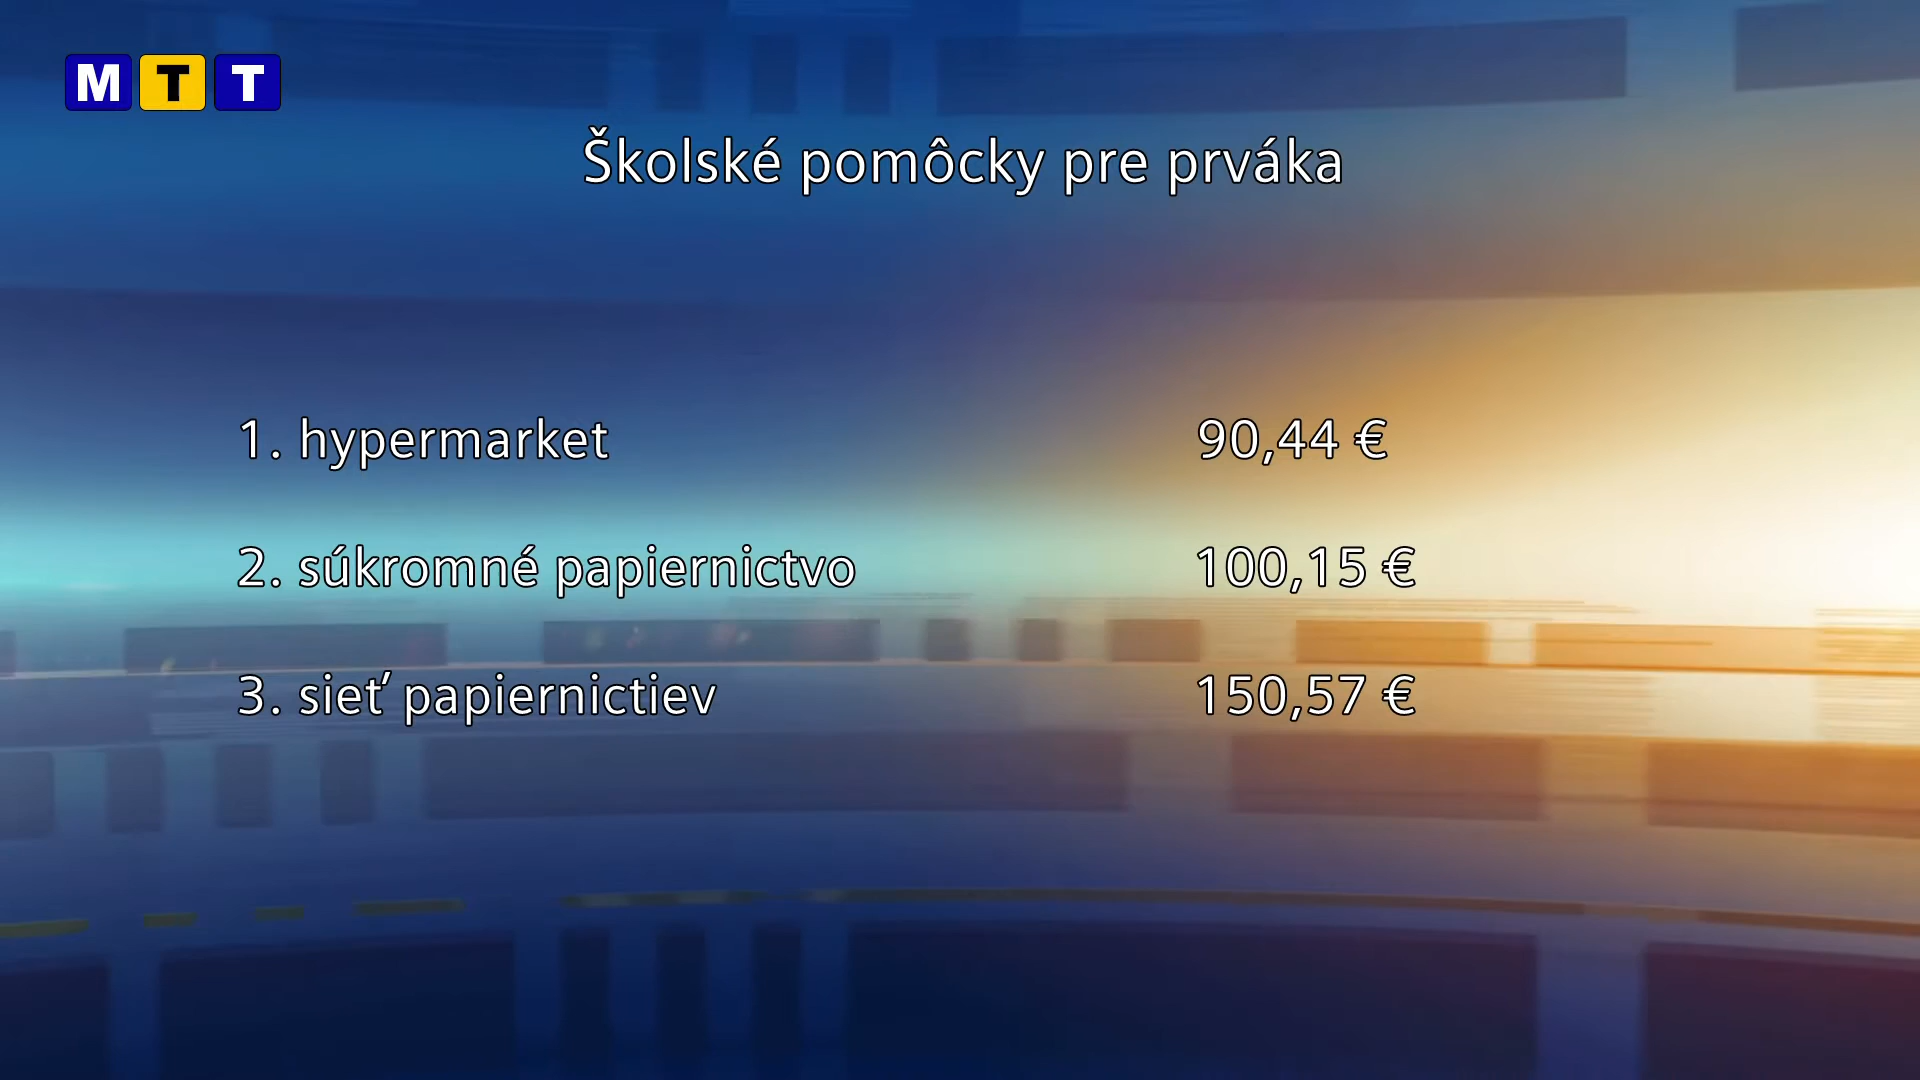 MTT
Školské pomôcky pre prváka
1. hypermarket 90,44 €
2. súkromné papiernictvo 100,15 €
3. sieť papiernictiev 150,57 €